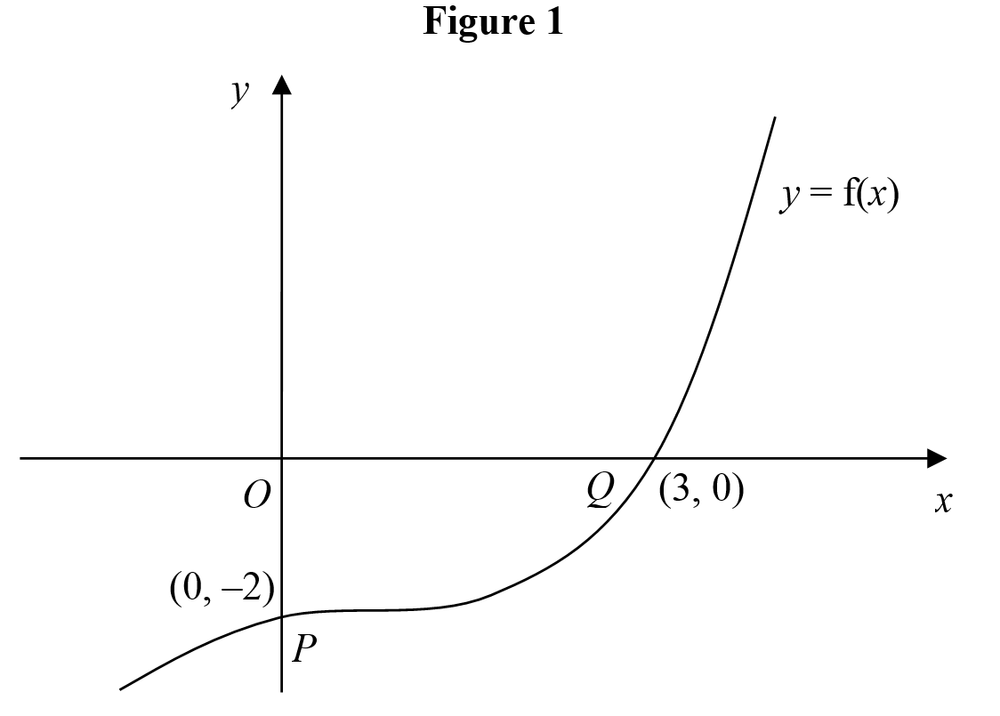 Figure 1
y
y = f(x)
O
Q
(3, 0)
x
(0, –2)
P